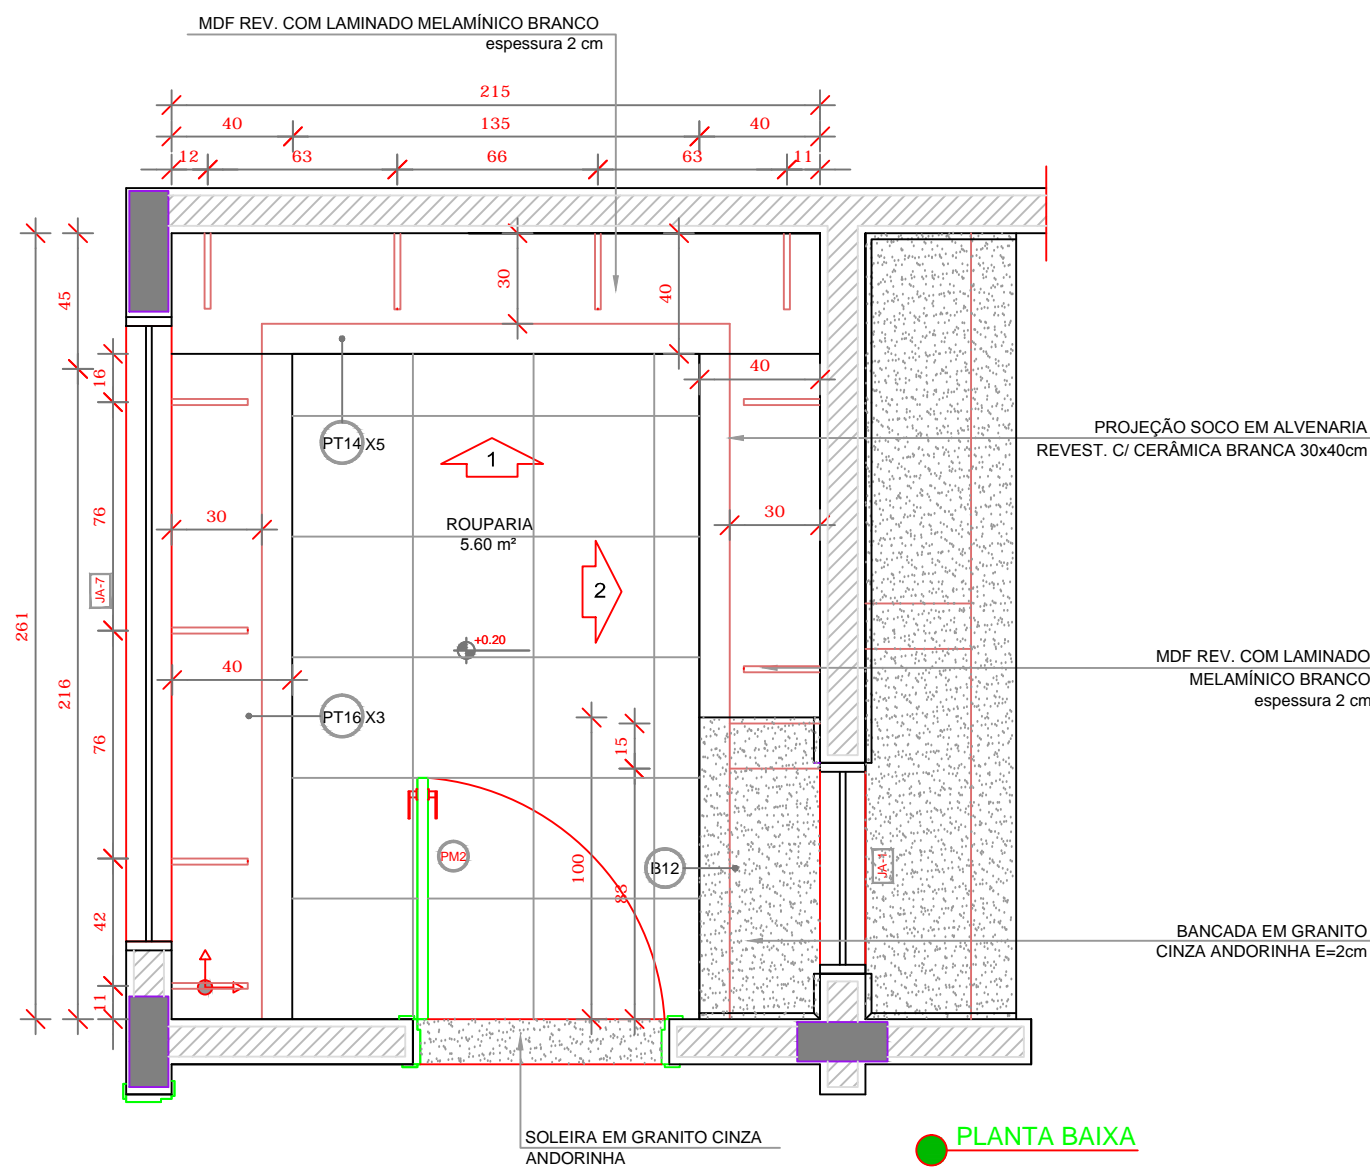 MDF REV. COM LAMINADO MELAMÍNICO BRANCO
espessura 2 cm
215
40
135
40
12
63
66
63
11
45
30
40
16
40
PT14 X5
1
PROJEÇÃO SOCO EM ALVENARIA
REVEST. C/ CERÂMICA BRANCA 30x40cm
76
30
ROUPARIA
5.60 m²
30
JA-7
2
261
+0.20
216
40
MDF REV. COM LAMINADO
MELAMÍNICO BRANCO
espessura 2 cm
PT16 X3
76
15
PM2
100
83
B12
JA-1
42
BANCADA EM GRANITO
CINZA ANDORINHA E=2cm
11
SOLEIRA EM GRANITO CINZA
ANDORINHA
PLANTA BAIXA